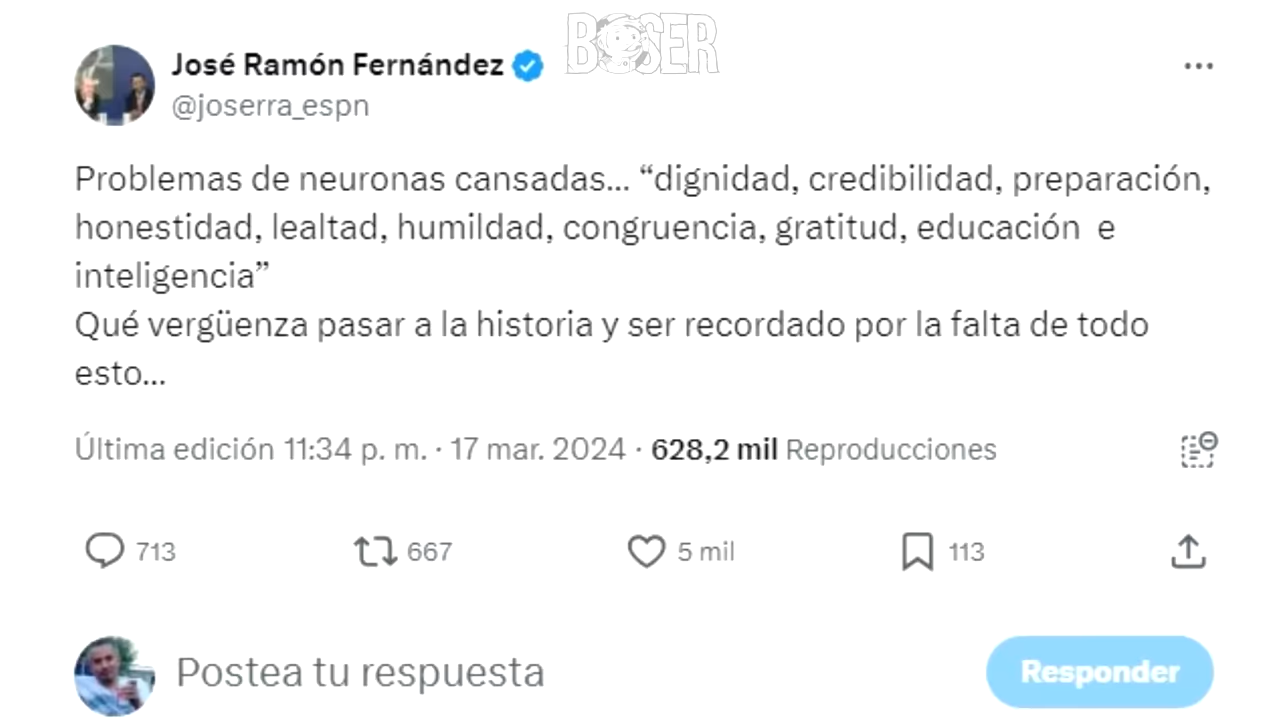 BOSER
José Ramón Fernández
@joserra_espn
Problemas de neuronas cansadas... “dignidad, credibilidad, preparación,
honestidad, lealtad, humildad, congruencia, gratitud, educación  e
inteligencia”
Qué vergüenza pasar a la historia y ser recordado por la falta de todo
esto...
Última edición 11:34 p. m. · 17 mar. 2024 · 628,2 mil Reproducciones
713 667 5 mil 113
Postea tu respuesta Responder